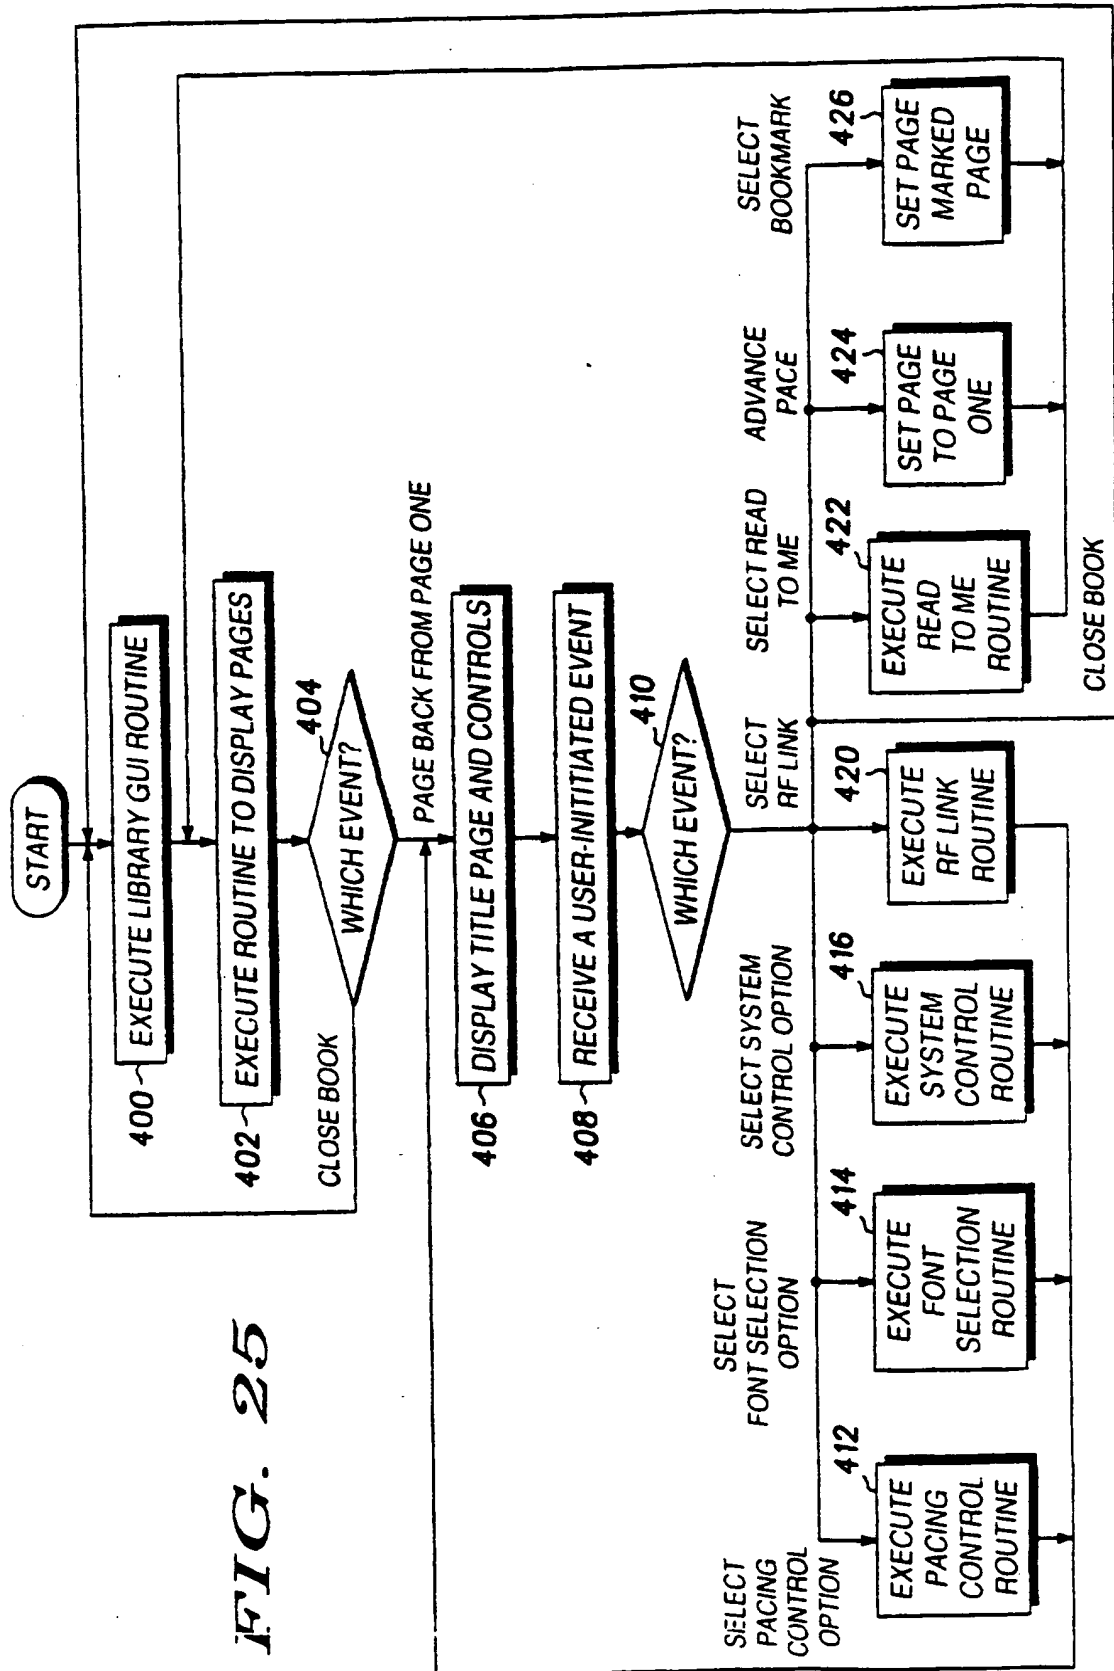 FIG. 25
START
400
EXECUTE LIBRARY GUI ROUTINE
402
EXECUTE ROUTINE TO DISPLAY PAGES
404
WHICH EVENT?
CLOSE BOOK
PAGE BACK FROM PAGE ONE
406
DISPLAY TITLE PAGE AND CONTROLS
408
RECEIVE A USER-INITITIATED EVENT
410
WHICH EVENT?
SELECT
PACING
CONTROL
OPTION
412
EXECUTE
PACING
CONTROL
ROUTINE
SELECT
FONT SELECTION
OPTION
414
EXECUTE
FONT
SELECTION
ROUTINE
SELECT SYSTEM
CONTROL OPTION
416
EXECUTE
SYSTEM
CONTROL
ROUTINE
SELECT
RF LINK
420
EXECUTE
RF LINK
ROUTINE
SELECT READ
TO ME
422
EXECUTE
READ
TO ME
ROUTINE
ADVANCE
PACE
424
SET PAGE
TO PAGE
ONE
SELECT
BOOKMARK
426
SET PAGE
MARKED
PAGE
CLOSE BOOK